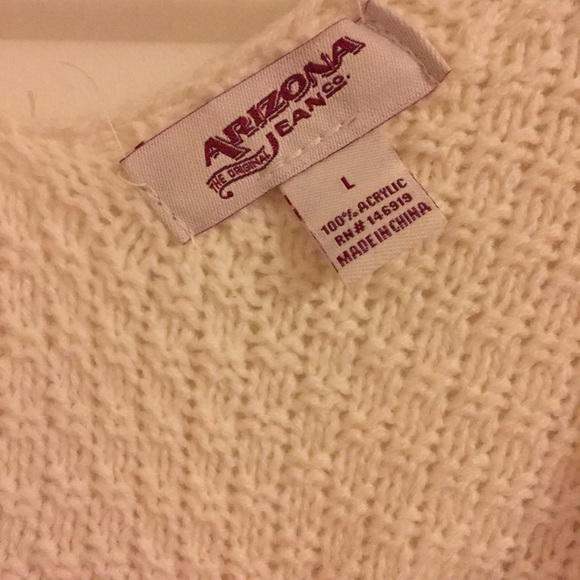 ARIZONA
JEAN CO.
THE ORIGINAL
L
100% ACRYLIC
RN# 146919
MADE IN CHINA